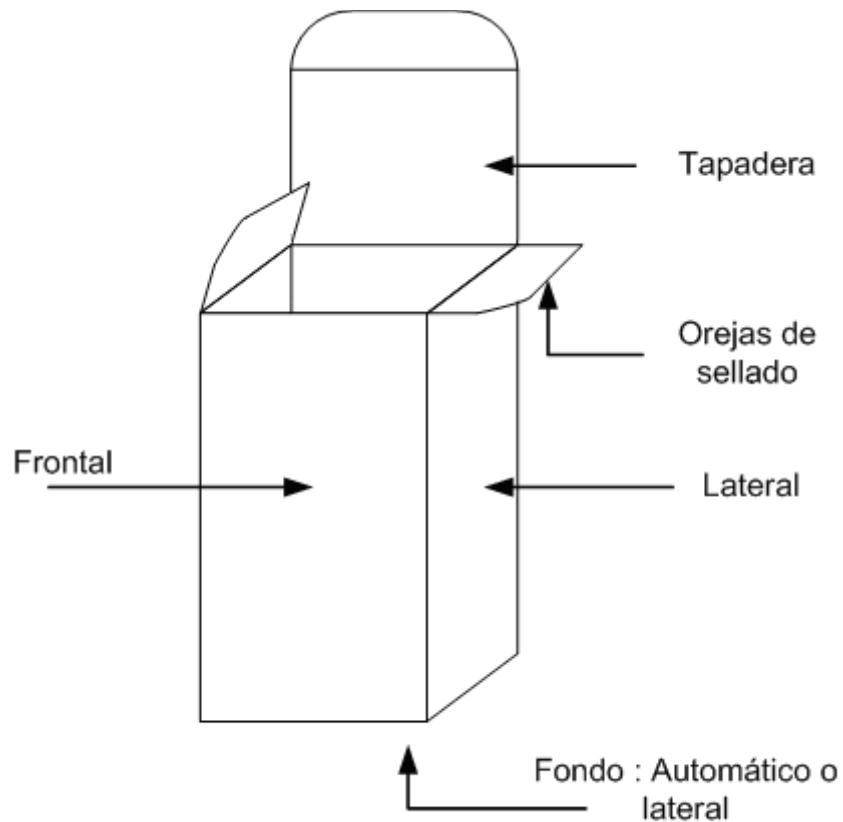 Tapadera
Orejas de
sellado
Frontal
Lateral
Fondo : Automático o
lateral